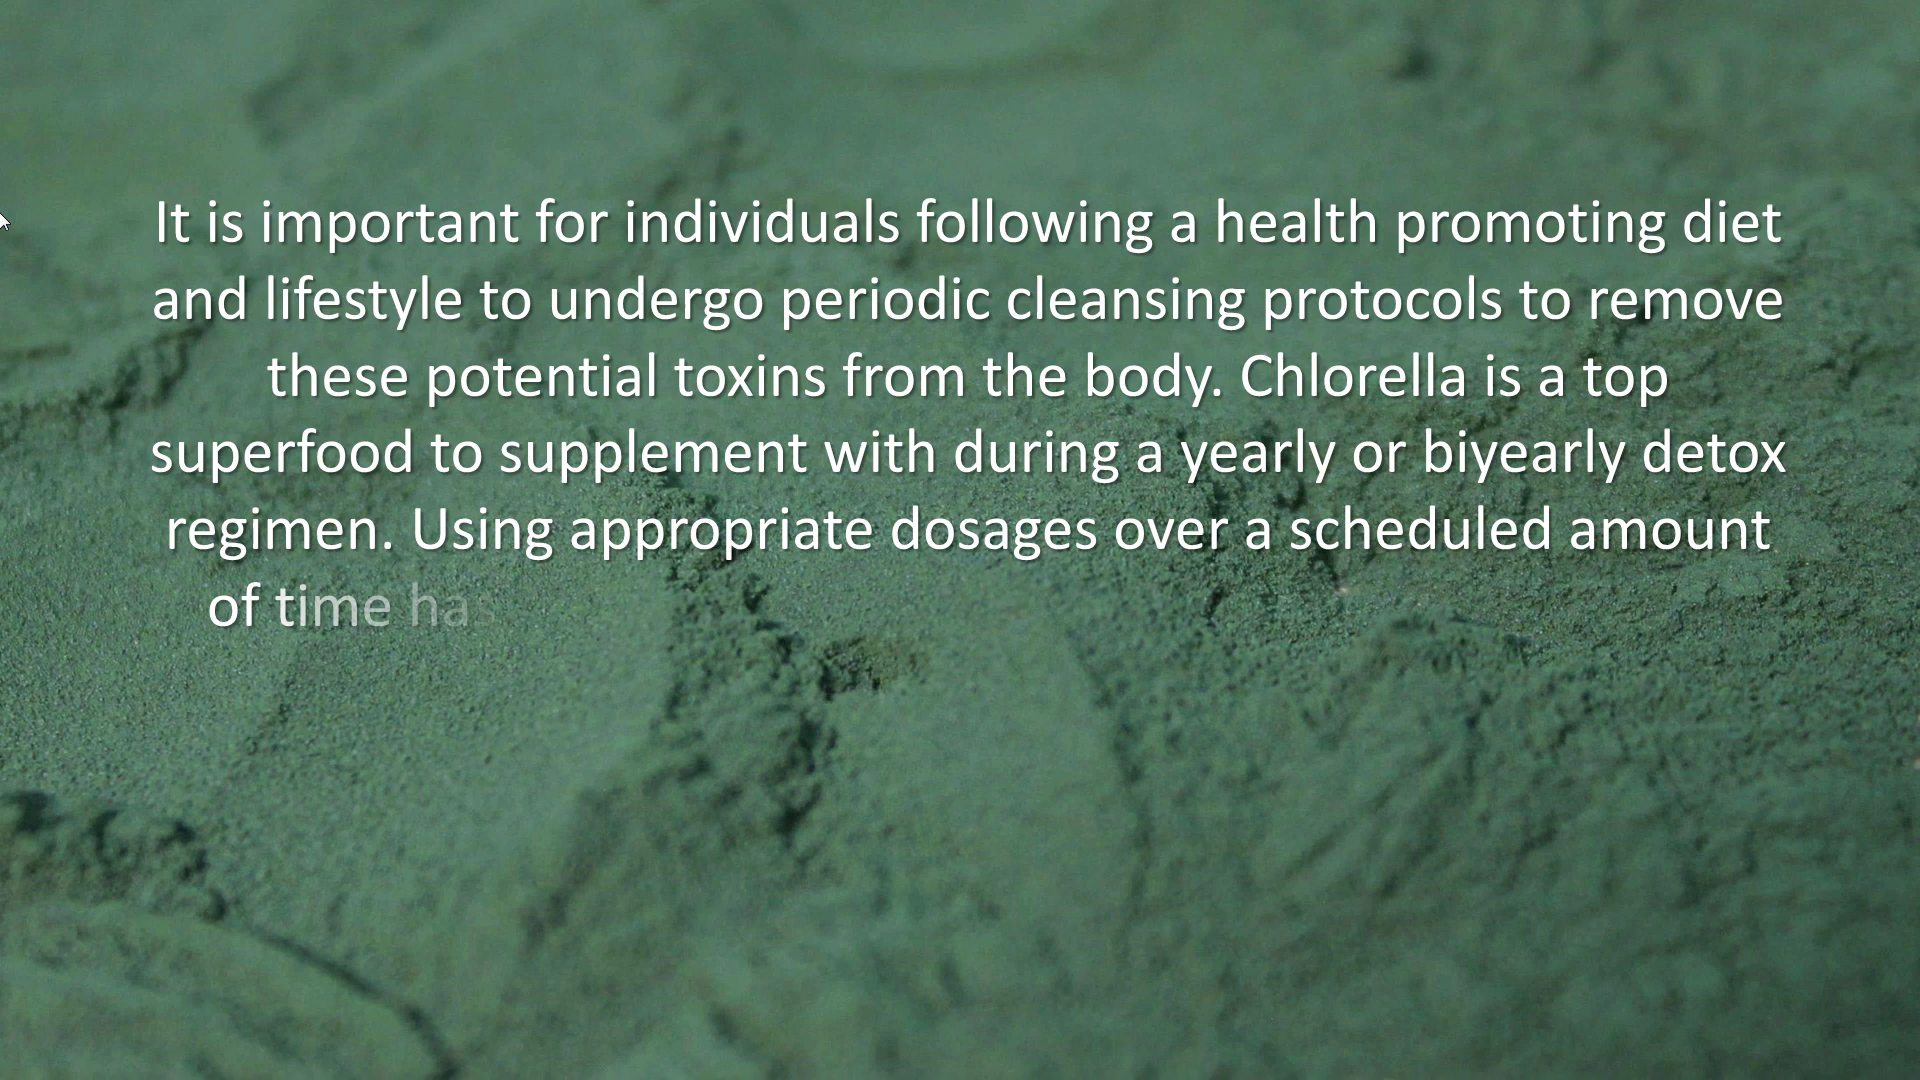 It is important for individuals following a health promoting diet
and lifestyle to undergo periodic cleansing protocols to remove
these potential toxins from the body. Chlorella is a top
superfood to supplement with during a yearly or biyearly detox
regimen. Using appropriate dosages over a scheduled amount
of time has